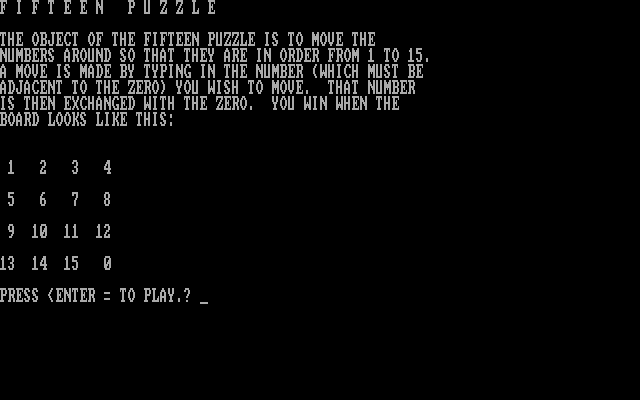 F I F T E E N   P U Z Z L E
THE OBJECT OF THE FIFTEEN PUZZLE IS TO MOVE THE
NUMBERS AROUND SO THAT THEY ARE IN ORDER FROM 1 TO 15.
A MOVE IS MADE BY TYPING IN THE NUMBER (WHICH MUST BE
ADJACENT TO THE ZERO) YOU WISH TO MOVE.  THAT NUMBER
IS THEN EXCHANGED WITH THE ZERO.  YOU WIN WHEN THE
BOARD LOOKS LIKE THIS:
1   2   3   4
5   6   7   8
9  10  11  12
13  14  15   0
PRESS <ENTER = TO PLAY.? _